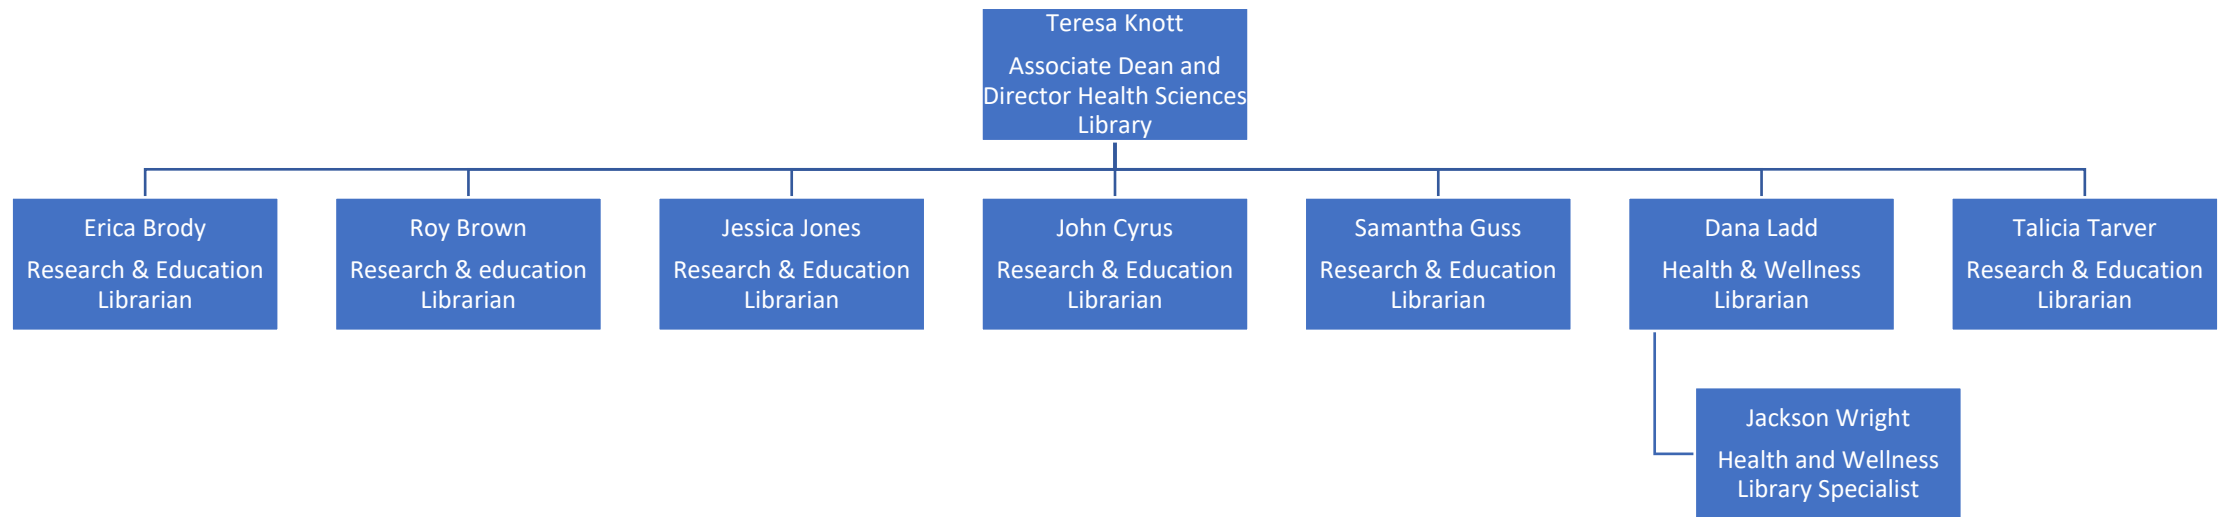 Teresa Knott
Associate Dean and
Director Health Sciences
Library
Erica Brody
Research & Education
Librarian
Roy Brown
Research & education
Librarian
Jessica Jones
Research & Education
Librarian
John Cyrus
Research & Education
Librarian
Samantha Guss
Research & Education
Librarian
Dana Ladd
Health & Wellness
Librarian
Talicia Tarver
Research & Education
Librarian
Jackson Wright
Health and Wellness
Library Specialist